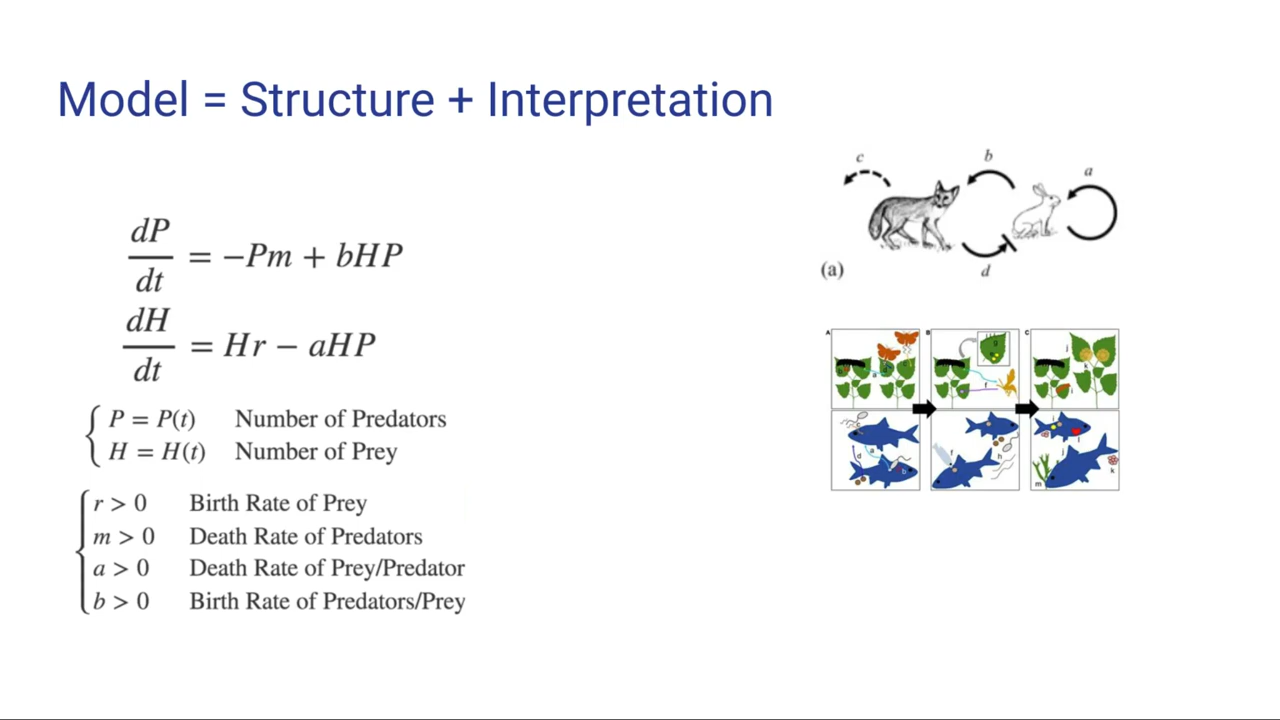 Model = Structure + Interpretation
dP/dt = −Pm + bHP
dH/dt = Hr − aHP
P = P(t) Number of Predators
H = H(t) Number of Prey
r > 0 Birth Rate of Prey
m > 0 Death Rate of Predators
a > 0 Death Rate of Prey/Predator
b > 0 Birth Rate of Predators/Prey
c
b
a
d
(a)
A
B
C